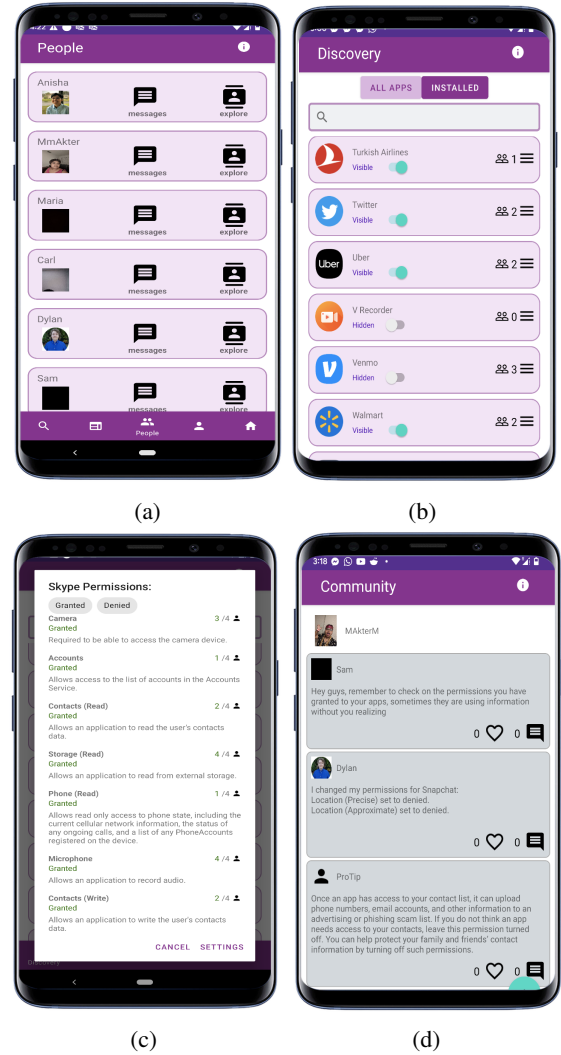 People
Anisha
messages
explore
MmAkter
messages
explore
Maria
messages
explore
Carl
messages
explore
Dylan
messages
explore
Sam
messages
explore
People
(a)
Discovery
ALL APPS
INSTALLED
Turkish Airlines
Visible
1
Twitter
Visible
2
Uber
Uber
Visible
2
V Recorder
Hidden
0
Venmo
Hidden
3
Walmart
Visible
2
(b)
Skype Permissions:
Granted
Denied
Camera 3 /4
Granted
Required to be able to access the camera device.
Accounts 1 /4
Granted
Allows access to the list of accounts in the Accounts
Service.
Contacts (Read) 2 /4
Granted
Allows an application to read the user's contacts
data.
Storage (Read) 4 /4
Granted
Allows an application to read from external storage.
Phone (Read) 1 /4
Granted
Allows read only access to phone state, including the
current cellular network information, the status of
any ongoing calls, and a list of any PhoneAccounts
registered on the device.
Microphone 4 /4
Granted
Allows an application to record audio.
Contacts (Write) 2 /4
Granted
Allows an application to write the user's contacts
data.
CANCEL SETTINGS
Discovery
(c)
3:18
Community
MAkterM
Sam
Hey guys, remember to check on the permissions you have
granted to your apps, sometimes they are using information
without you realizing
0 0
Dylan
I changed my permissions for Snapchat:
Location (Precise) set to denied.
Location (Approximate) set to denied.
0 0
ProTip
Once an app has access to your contact list, it can upload
phone numbers, email accounts, and other information to an
advertising or phishing scam list. If you do not think an app
needs access to your contacts, leave this permission turned
off. You can help protect your family and friends' contact
information by turning off such permissions.
0 0
(d)